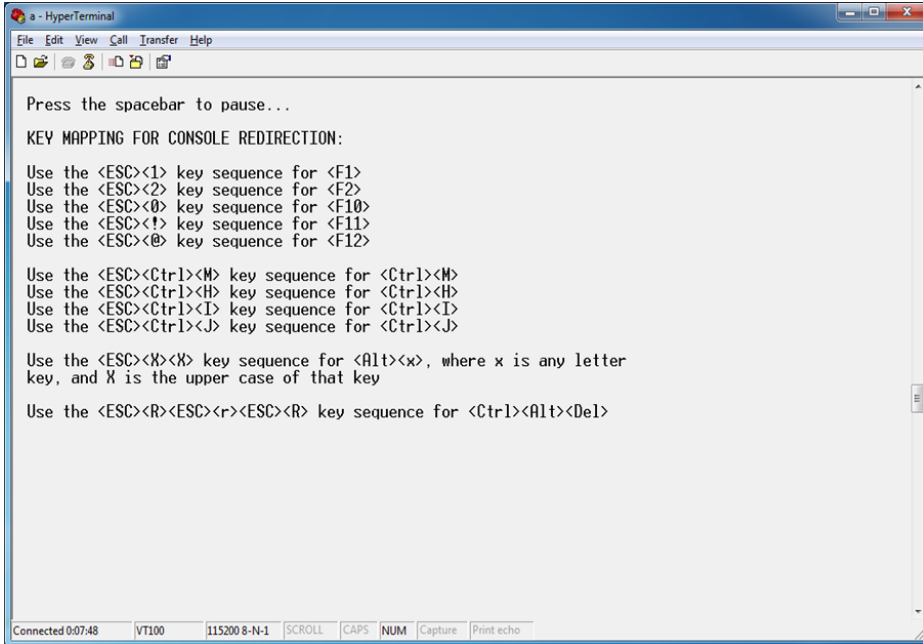 a - HyperTerminal
File Edit View Call Transfer Help
Press the spacebar to pause...
KEY MAPPING FOR CONSOLE REDIRECTION:
Use the <ESC><1> key sequence for <F1>
Use the <ESC><2> key sequence for <F2>
Use the <ESC><0> key sequence for <F10>
Use the <ESC><!> key sequence for <F11>
Use the <ESC><@> key sequence for <F12>
Use the <ESC><Ctrl><M> key sequence for <Ctrl><M>
Use the <ESC><Ctrl><H> key sequence for <Ctrl><H>
Use the <ESC><Ctrl><I> key sequence for <Ctrl><I>
Use the <ESC><Ctrl><J> key sequence for <Ctrl><J>
Use the <ESC><X><X> key sequence for <Alt><x>, where x is any letter
key, and X is the upper case of that key
Use the <ESC><R><ESC><r><ESC><R> key sequence for <Ctrl><Alt><Del>
Connected 0:07:48 VT100 115200 8-N-1 SCROLL CAPS NUM Capture Print echo